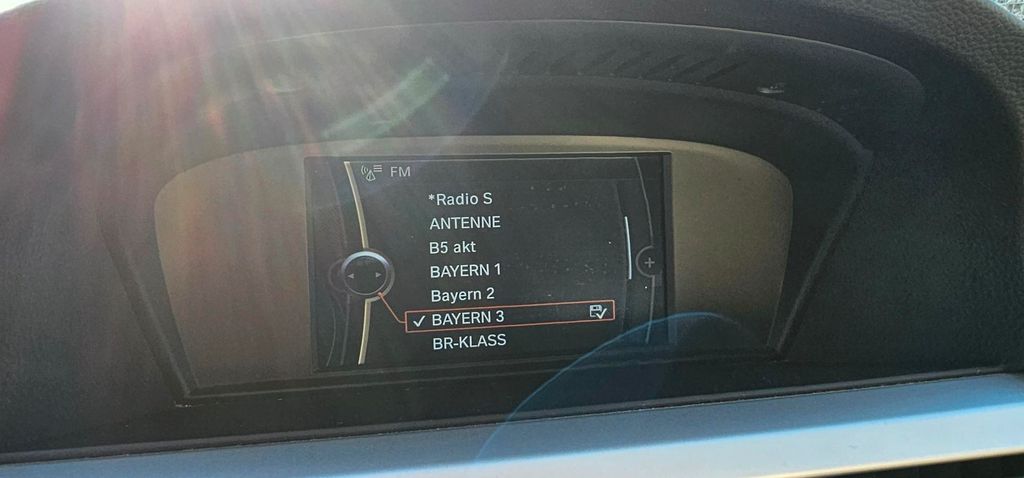 FM
*Radio S
ANTENNE
B5 akt
BAYERN 1
Bayern 2
BAYERN 3
BR-KLASS